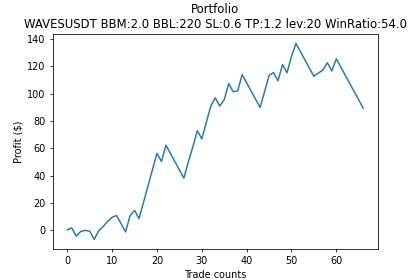 Portfolio
WAVESUSDT BBM:2.0 BBL:220 SL:0.6 TP:1.2 lev:20 WinRatio:54.0
140
120
100
80
60
40
20
0
Profit ($)
0 10 20 30 40 50 60
Trade counts